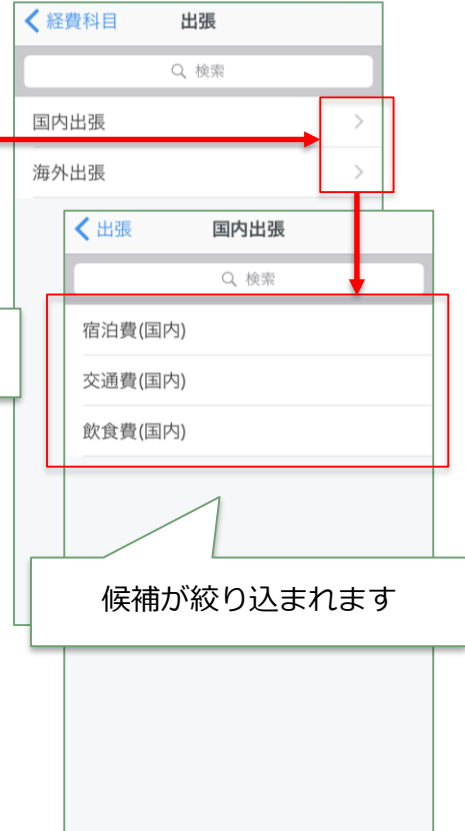 経費科目 出張
検索
国内出張
海外出張
出張 国内出張
検索
宿泊費(国内)
交通費(国内)
飲食費(国内)
候補が絞り込まれます